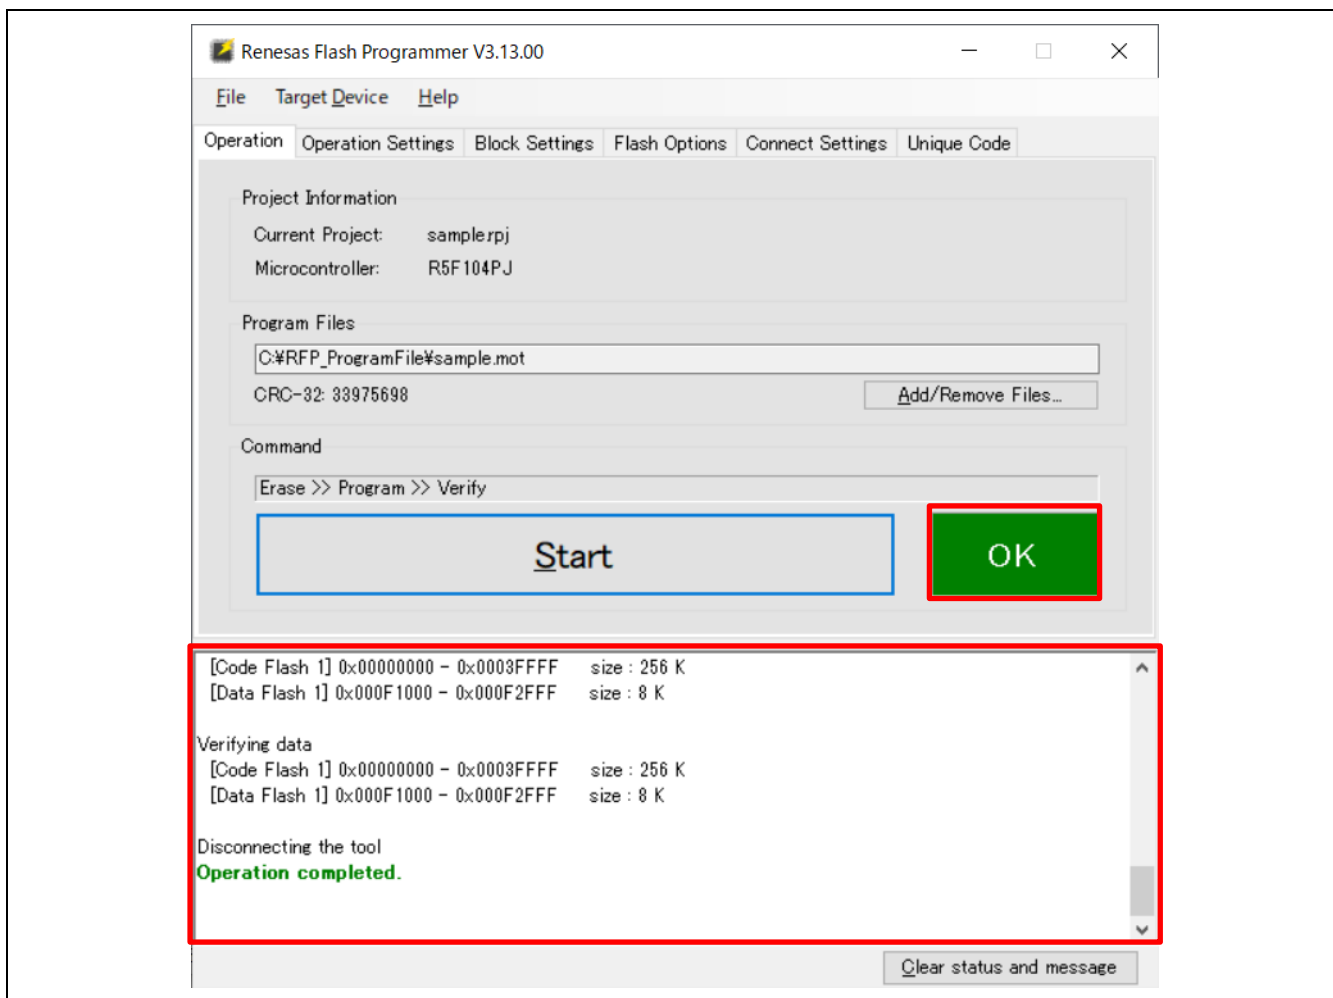 Renesas Flash Programmer V3.13.00
File Target Device Help
Operation Operation Settings Block Settings Flash Options Connect Settings Unique Code
Project Information
Current Project: sample.rpj
Microcontroller: R5F104PJ
Program Files
C:¥RFP_ProgramFile¥sample.mot
CRC-32: 33975698 Add/Remove Files...
Command
Erase >> Program >> Verify
Start OK
[Code Flash 1] 0x00000000 - 0x0003FFFF size : 256 K
[Data Flash 1] 0x000F1000 - 0x000F2FFF size : 8 K
Verifying data
[Code Flash 1] 0x00000000 - 0x0003FFFF size : 256 K
[Data Flash 1] 0x000F1000 - 0x000F2FFF size : 8 K
Disconnecting the tool
Operation completed.
Clear status and message